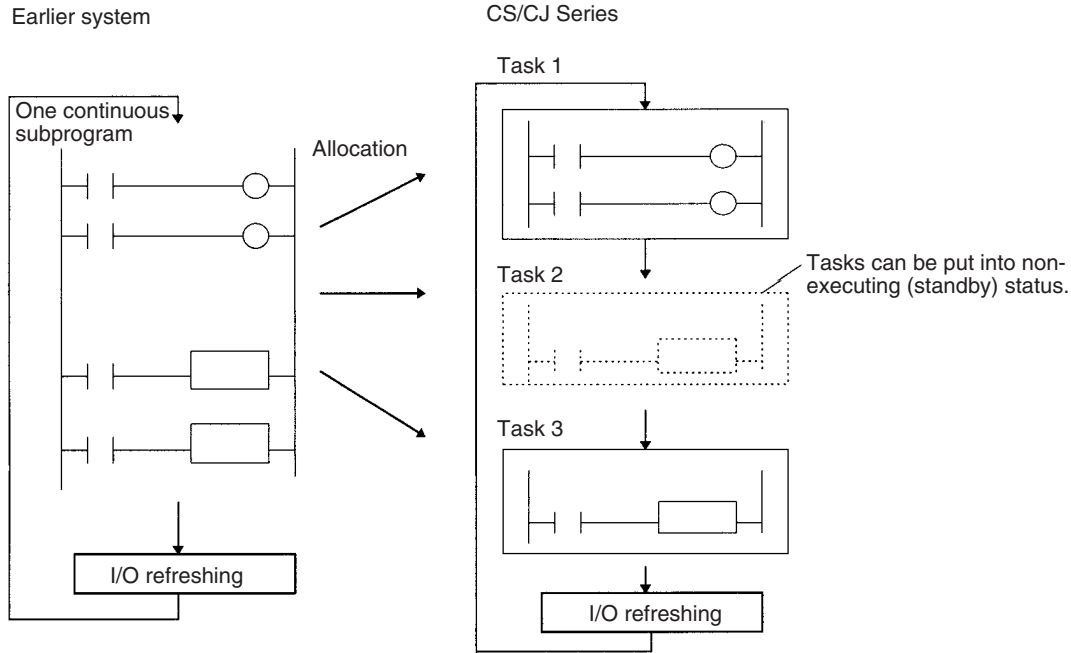 Earlier system
CS/CJ Series
One continuous
subprogram
Allocation
Task 1
Task 2
Tasks can be put into non-
executing (standby) status.
Task 3
I/O refreshing
I/O refreshing